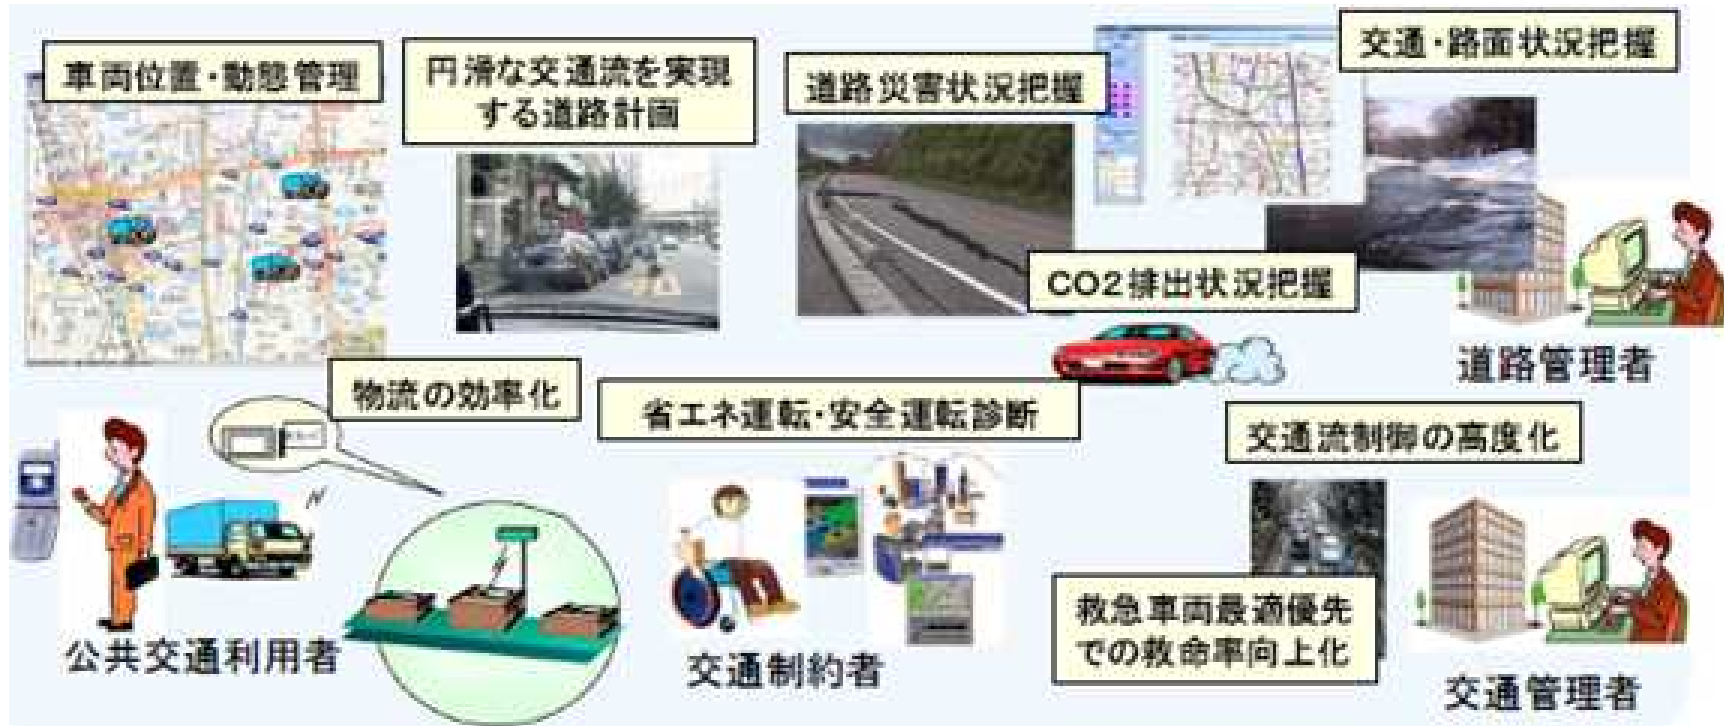 車両位置・動態管理
円滑な交通流を実現
する道路計画
道路災害状況把握
交通・路面状況把握
CO2排出状況把握
道路管理者
物流の効率化
省エネ運転・安全運転診断
交通流制御の高度化
公共交通利用者
交通制約者
救急車両最適優先
での救命率向上化
交通管理者